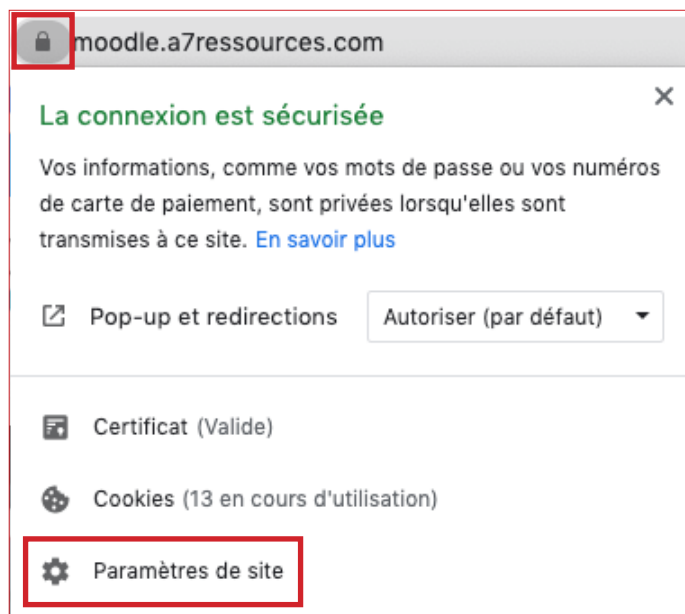 moodle.a7ressources.com
La connexion est sécurisée
Vos informations, comme vos mots de passe ou vos numéros
de carte de paiement, sont privées lorsqu'elles sont
transmises à ce site. En savoir plus
Pop-up et redirections Autoriser (par défaut)
Certificat (Valide)
Cookies (13 en cours d'utilisation)
Paramètres de site